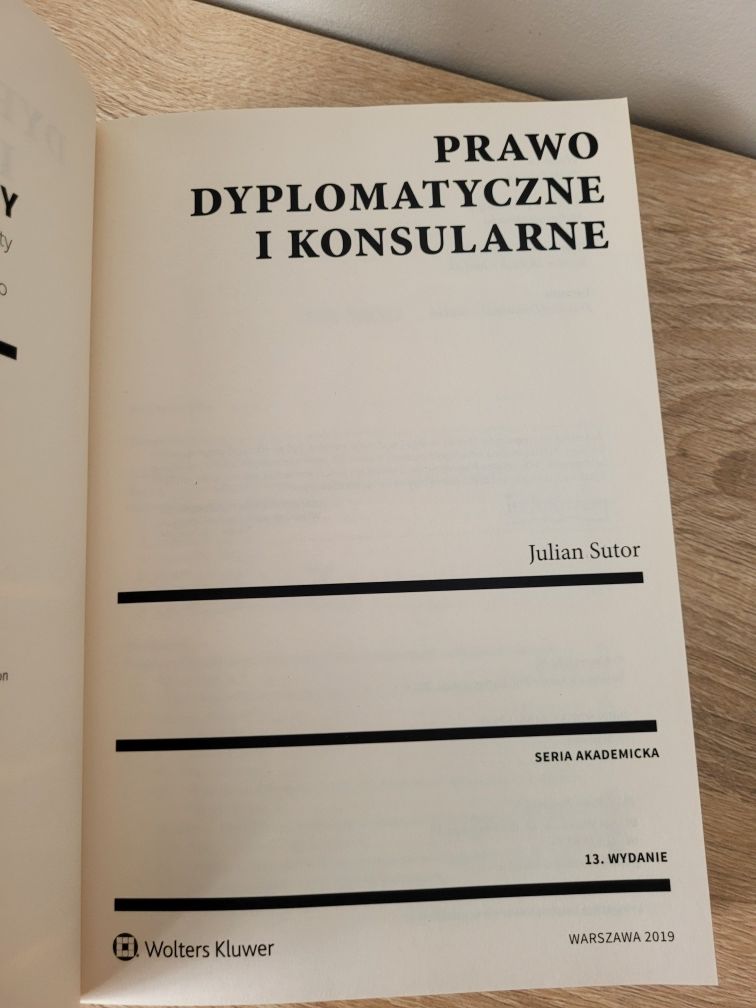 PRAWO
DYPLOMATYCZNE
I KONSULARNE
Julian Sutor
SERIA AKADEMICKA
13. WYDANIE
Wolters Kluwer
WARSZAWA 2019